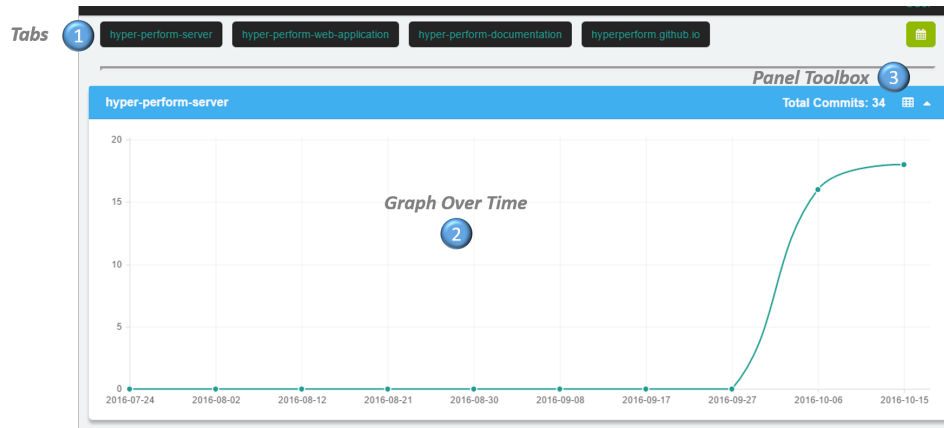 Tabs 1 hyper-perform-server hyper-perform-web-application hyper-perform-documentation hyperperform.github.io
Panel Toolbox 3
hyper-perform-server Total Commits: 34
20
15
Graph Over Time
2
10
5
0
2016-07-24 2016-08-02 2016-08-12 2016-08-21 2016-08-30 2016-09-08 2016-09-17 2016-09-27 2016-10-06 2016-10-15